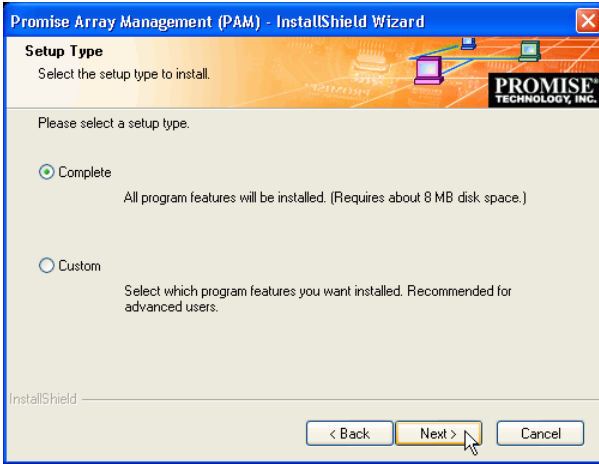 Promise Array Management (PAM) - InstallShield Wizard
Setup Type
Select the setup type to install.
PROMISE®
TECHNOLOGY, INC.
Please select a setup type.
Complete
All program features will be installed. (Requires about 8 MB disk space.)
Custom
Select which program features you want installed. Recommended for
advanced users.
InstallShield
< Back
Next >
Cancel